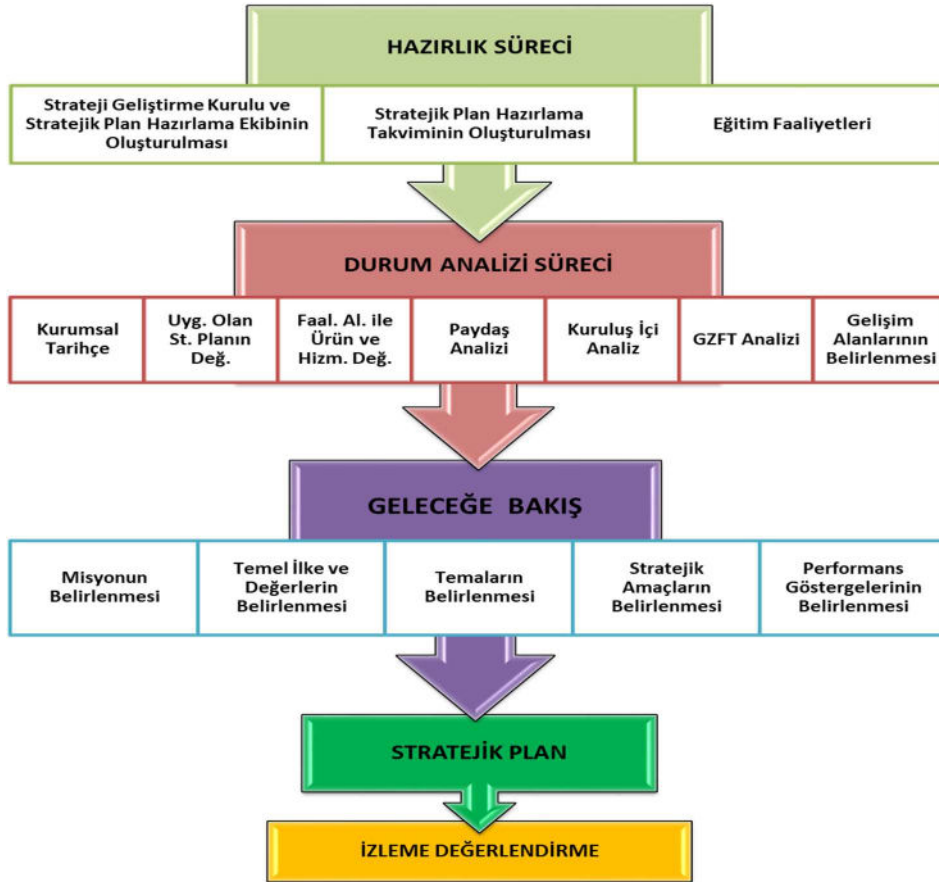 HAZIRLIK SÜRECİ
Strateji Geliştirme Kurulu ve
Stratejik Plan Hazırlama Ekibinin
Oluşturulması
Stratejik Plan Hazırlama
Takviminin Oluşturulması
Eğitim Faaliyetleri
DURUM ANALİZİ SÜRECİ
Kurumsal
Tarihçe
Uyg. Olan
St. Planın
Değ.
Faal. Al. ile
Ürün ve
Hizm. Değ.
Paydaş
Analizi
Kuruluş İçi
Analiz
GZFT Analizi
Gelişim
Alanlarının
Belirlenmesi
GELECEĞE BAKIŞ
Misyonun
Belirlenmesi
Temel İlke ve
Değerlerin
Belirlenmesi
Temaların
Belirlenmesi
Stratejik
Amaçların
Belirlenmesi
Performans
Göstergelerinin
Belirlenmesi
STRATEJİK PLAN
İZLEME DEĞERLENDİRME